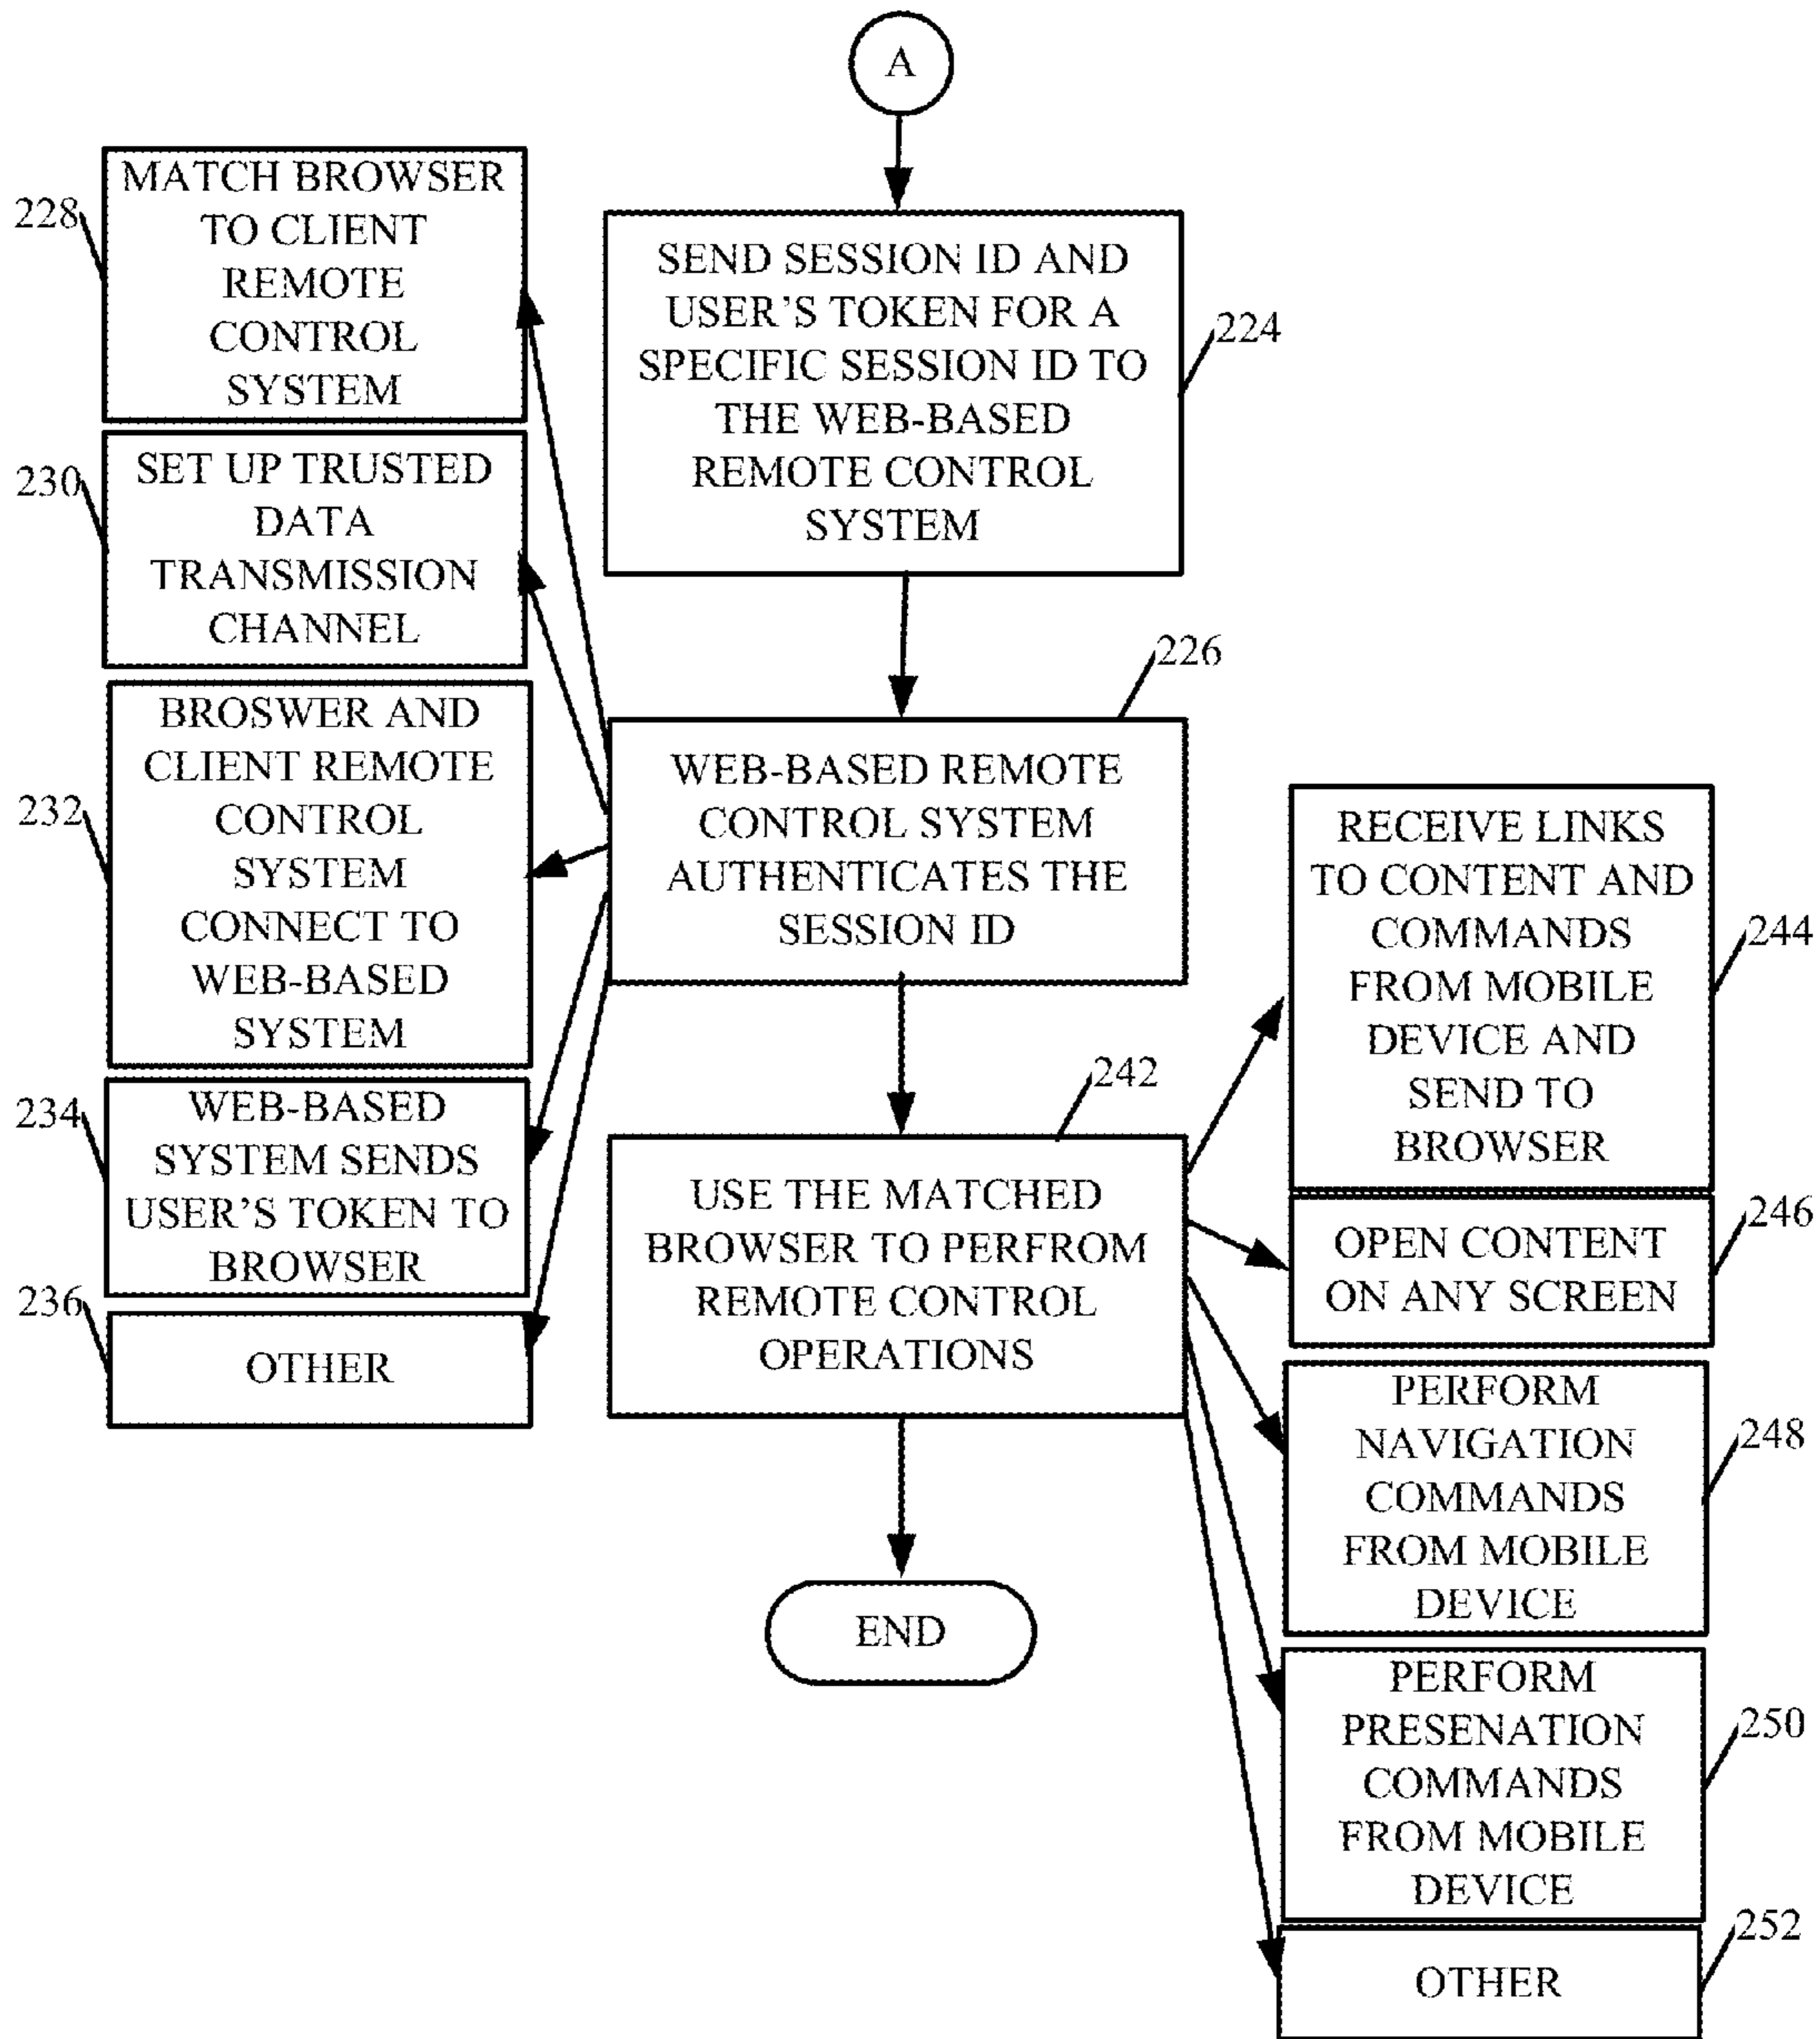 A
MATCH BROWSER
TO CLIENT
REMOTE
CONTROL
SYSTEM
228
SEND SESSION ID AND
USER'S TOKEN FOR A
SPECIFIC SESSION ID TO
THE WEB-BASED
REMOTE CONTROL
SYSTEM
224
SET UP TRUSTED
DATA
TRANSMISSION
CHANNEL
230
BROSWER AND
CLIENT REMOTE
CONTROL
SYSTEM
CONNECT TO
WEB-BASED
SYSTEM
232
WEB-BASED REMOTE
CONTROL SYSTEM
AUTHENTICATES THE
SESSION ID
226
WEB-BASED
SYSTEM SENDS
USER'S TOKEN TO
BROWSER
234
OTHER
236
USE THE MATCHED
BROWSER TO PERFROM
REMOTE CONTROL
OPERATIONS
242
RECEIVE LINKS
TO CONTENT AND
COMMANDS
FROM MOBILE
DEVICE AND
SEND TO
BROWSER
244
OPEN CONTENT
ON ANY SCREEN
246
PERFORM
NAVIGATION
COMMANDS
FROM MOBILE
DEVICE
248
END
PERFORM
PRESENATION
COMMANDS
FROM MOBILE
DEVICE
250
OTHER
252